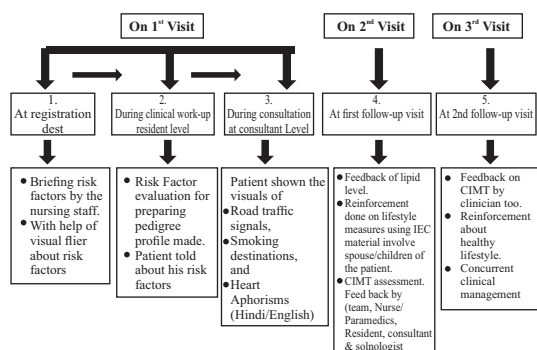 On 1st Visit
On 2nd Visit
On 3rd Visit
1.
At registration
dest
2.
During clinical work-up
resident level
3.
During consultation
at consultant Level
4.
At first follow-up visit
5.
At 2nd follow-up visit
• Briefing risk
factors by the
nursing staff.
• With help of
visual flier
about risk
factors
• Risk Factor
evaluation for
preparing
pedigree
profile made.
• Patient told
about his risk
factors
Patient shown the
visuals of
• Road traffic
signals,
• Smoking
destinations,
and
• Heart
Aphorisms
(Hindi/English)
• Feedback of lipid
level.
• Reinforcement
done on lifestyle
measures using IEC
material involve
spouse/children of
the patient.
• CIMT assessment.
Feed back by
(team, Nurse/
Paramedics,
Resident, consultant
& solnologist
• Feedback on
CIMT by
clinician too.
• Reinforcement
about
healthy
lifestyle.
• Concurrent
clinical
management